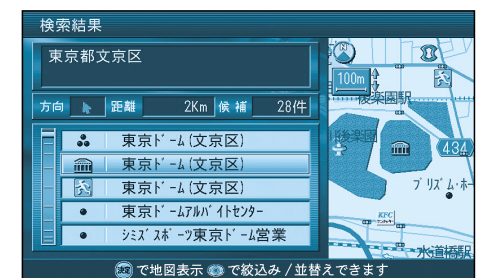 検索結果
東京都文京区
方向 距離 2Km 候補 28件
東京ﾄﾞｰﾑ(文京区)
東京ﾄﾞｰﾑ(文京区)
東京ﾄﾞｰﾑ(文京区)
東京ﾄﾞｰﾑｱﾙﾊﾞｲﾄｾﾝﾀｰ
ｼﾐｽﾞｽﾎﾟｰﾂ東京ﾄﾞｰﾑ営業
100m
後楽園駅
後楽園
434
ﾌﾟﾘｽﾞﾑ･ﾎｰ
KFC
水道橋駅
で地図表示 で絞込み/並替えできます